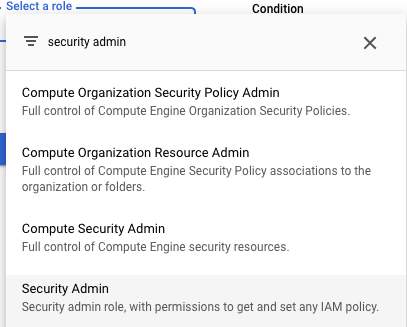 Select a role
Condition
security admin
Compute Organization Security Policy Admin
Full control of Compute Engine Organization Security Policies.
Compute Organization Resource Admin
Full control of Compute Engine Security Policy associations to the
organization or folders.
Compute Security Admin
Full control of Compute Engine security resources.
Security Admin
Security admin role, with permissions to get and set any IAM policy.